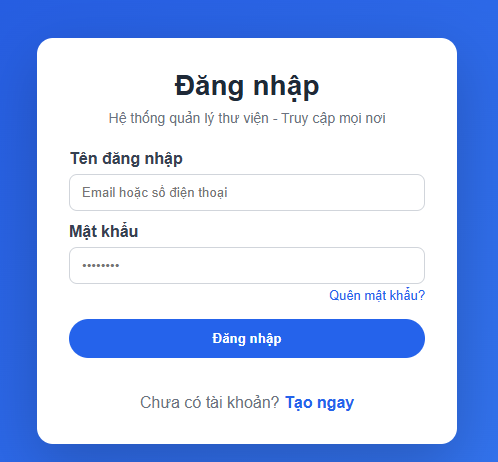 Đăng nhập
Hệ thống quản lý thư viện - Truy cập mọi nơi
Tên đăng nhập
Email hoặc số điện thoại
Mật khẩu
••••••••
Quên mật khẩu?
Đăng nhập
Chưa có tài khoản? Tạo ngay